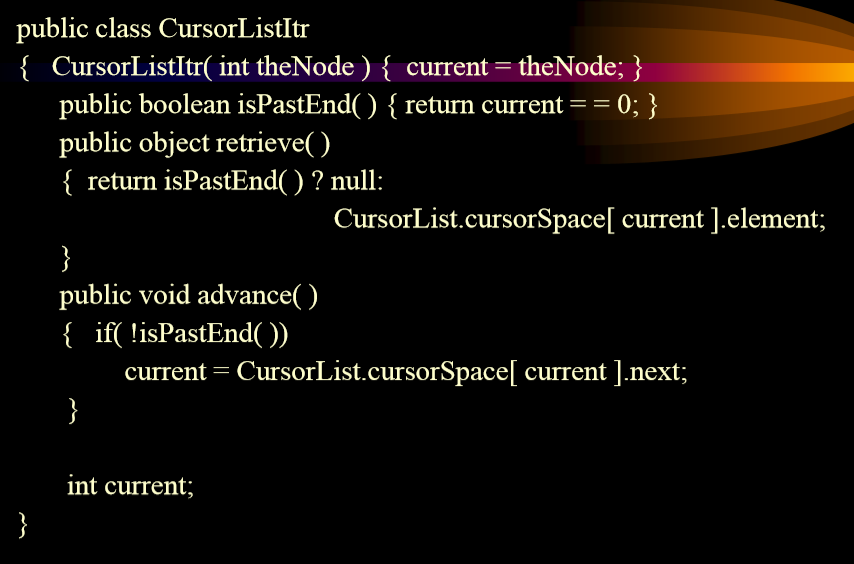 public class CursorListItr
{ CursorListItr( int theNode ) { current = theNode; }
public boolean isPastEnd( ) { return current = = 0; }
public object retrieve( )
{ return isPastEnd( ) ? null:
CursorList.cursorSpace[ current ].element;
}
public void advance( )
{ if( !isPastEnd( ))
current = CursorList.cursorSpace[ current ].next;
}
int current;
}